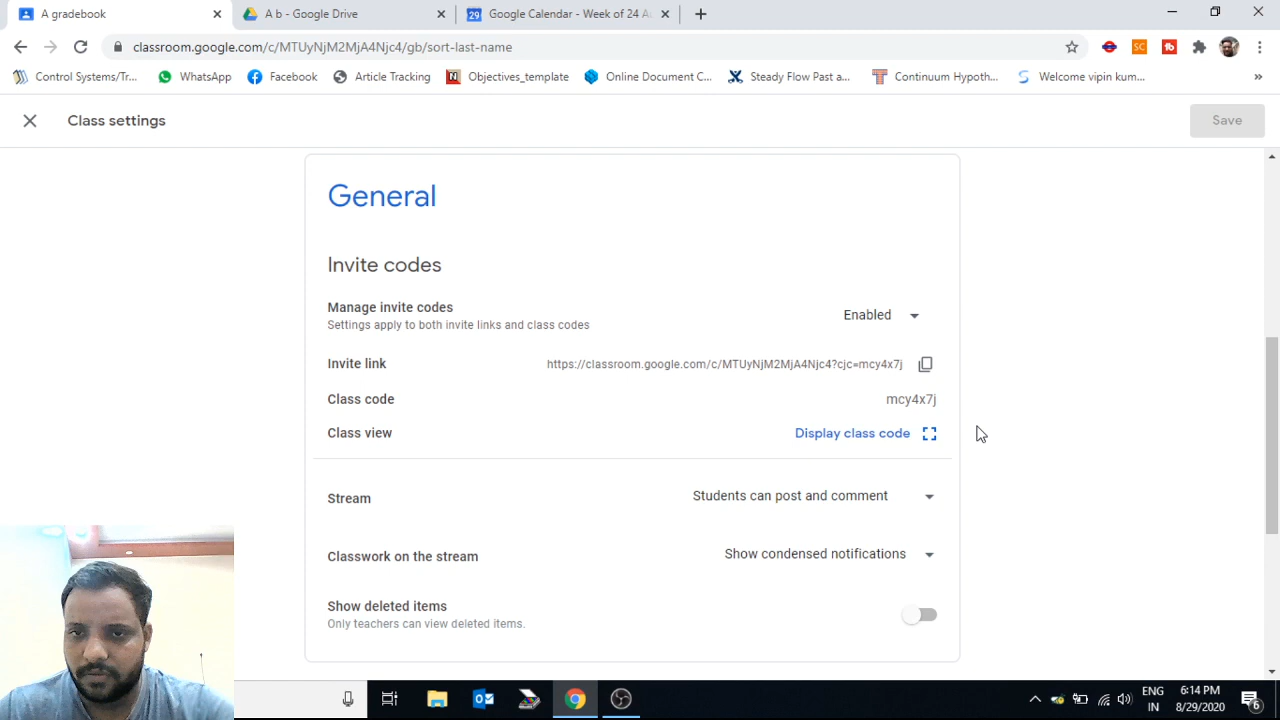 A gradebook
A b - Google Drive
Google Calendar - Week of 24 A
classroom.google.com/c/MTUyNjM2MjA4Njc4/gb/sort-last-name
Control Systems/Tr... WhatsApp Facebook Article Tracking Objectives_template Online Document C... Steady Flow Past a... Continuum Hypoth... Welcome vipin kum...
Class settings
Save
General
Invite codes
Manage invite codes
Settings apply to both invite links and class codes
Enabled
Invite link https://classroom.google.com/c/MTUyNjM2MjA4Njc4?cjc=mcy4x7j
Class code mcy4x7j
Class view Display class code
Stream Students can post and comment
Classwork on the stream Show condensed notifications
Show deleted items
Only teachers can view deleted items.
ENG 6:14 PM
IN 8/29/2020 6